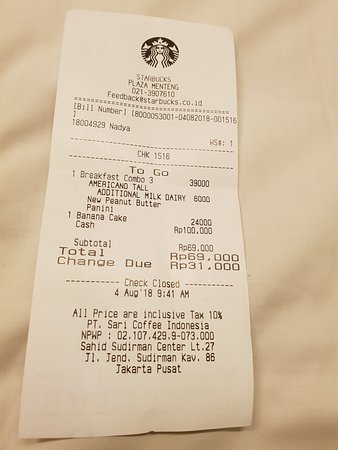 STARBUCKS
PLAZA MENTENG
021-3907610
Feedback@starbucks.co.id
[Bill Number] [8000053001-04082018-001516
]
18004929 Nadya
WS#: 1
CHK 1516
To Go
1 Breakfast Combo 3 39000
AMERICANO TALL
ADDITIONAL MILK DAIRY 6000
New Peanut Butter
Panini
1 Banana Cake 24000
Cash Rp100,000
Subtotal Rp69,000
Total Rp69,000
Change Due Rp31,000
Check Closed
4 Aug'18 9:41 AM
All Price are inclusive Tax 10%
PT. Sari Coffee Indonesia
NPWP : 02.107.429.9-073.000
Sahid Sudirman Center Lt.27
Jl. Jend. Sudirman Kav. 86
Jakarta Pusat